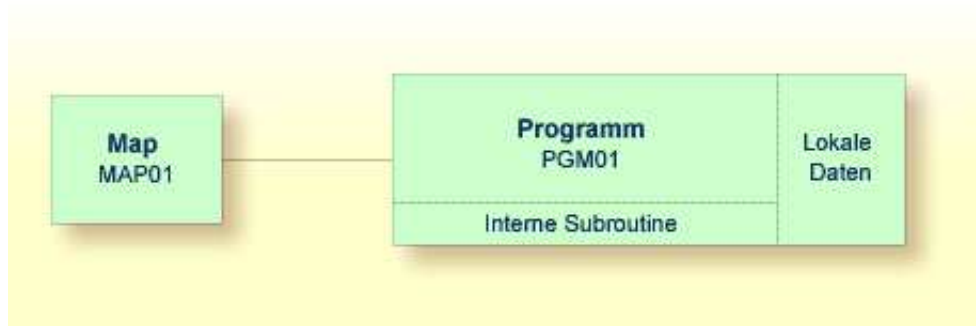 Map
MAP01
Programm
PGM01
Interne Subroutine
Lokale
Daten